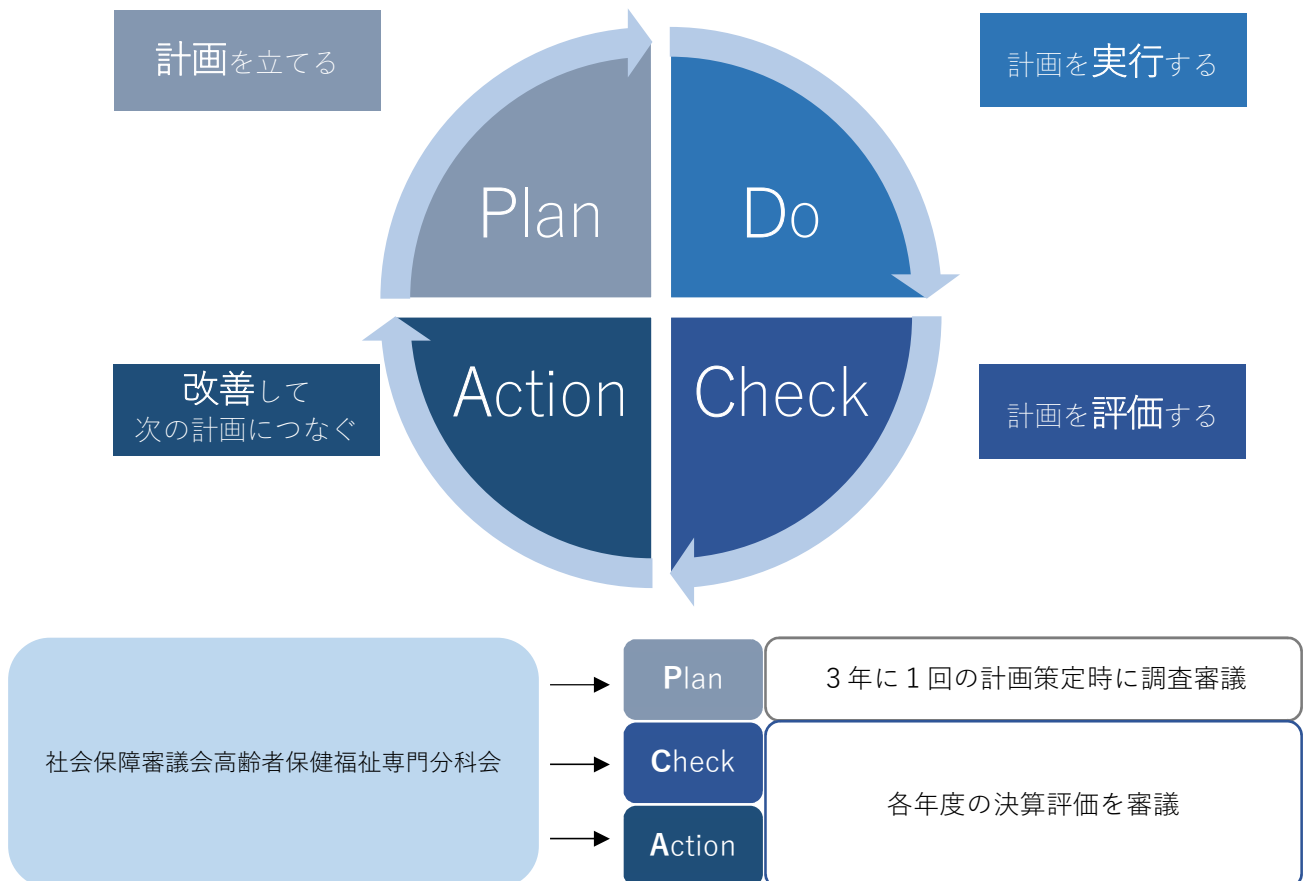 計画を立てる
計画を実行する
Plan
Do
改善して
次の計画につなぐ
Action
Check
計画を評価する
社会保障審議会高齢者保健福祉専門分科会
Plan
3年に1回の計画策定時に調査審議
Check
Action
各年度の決算評価を審議